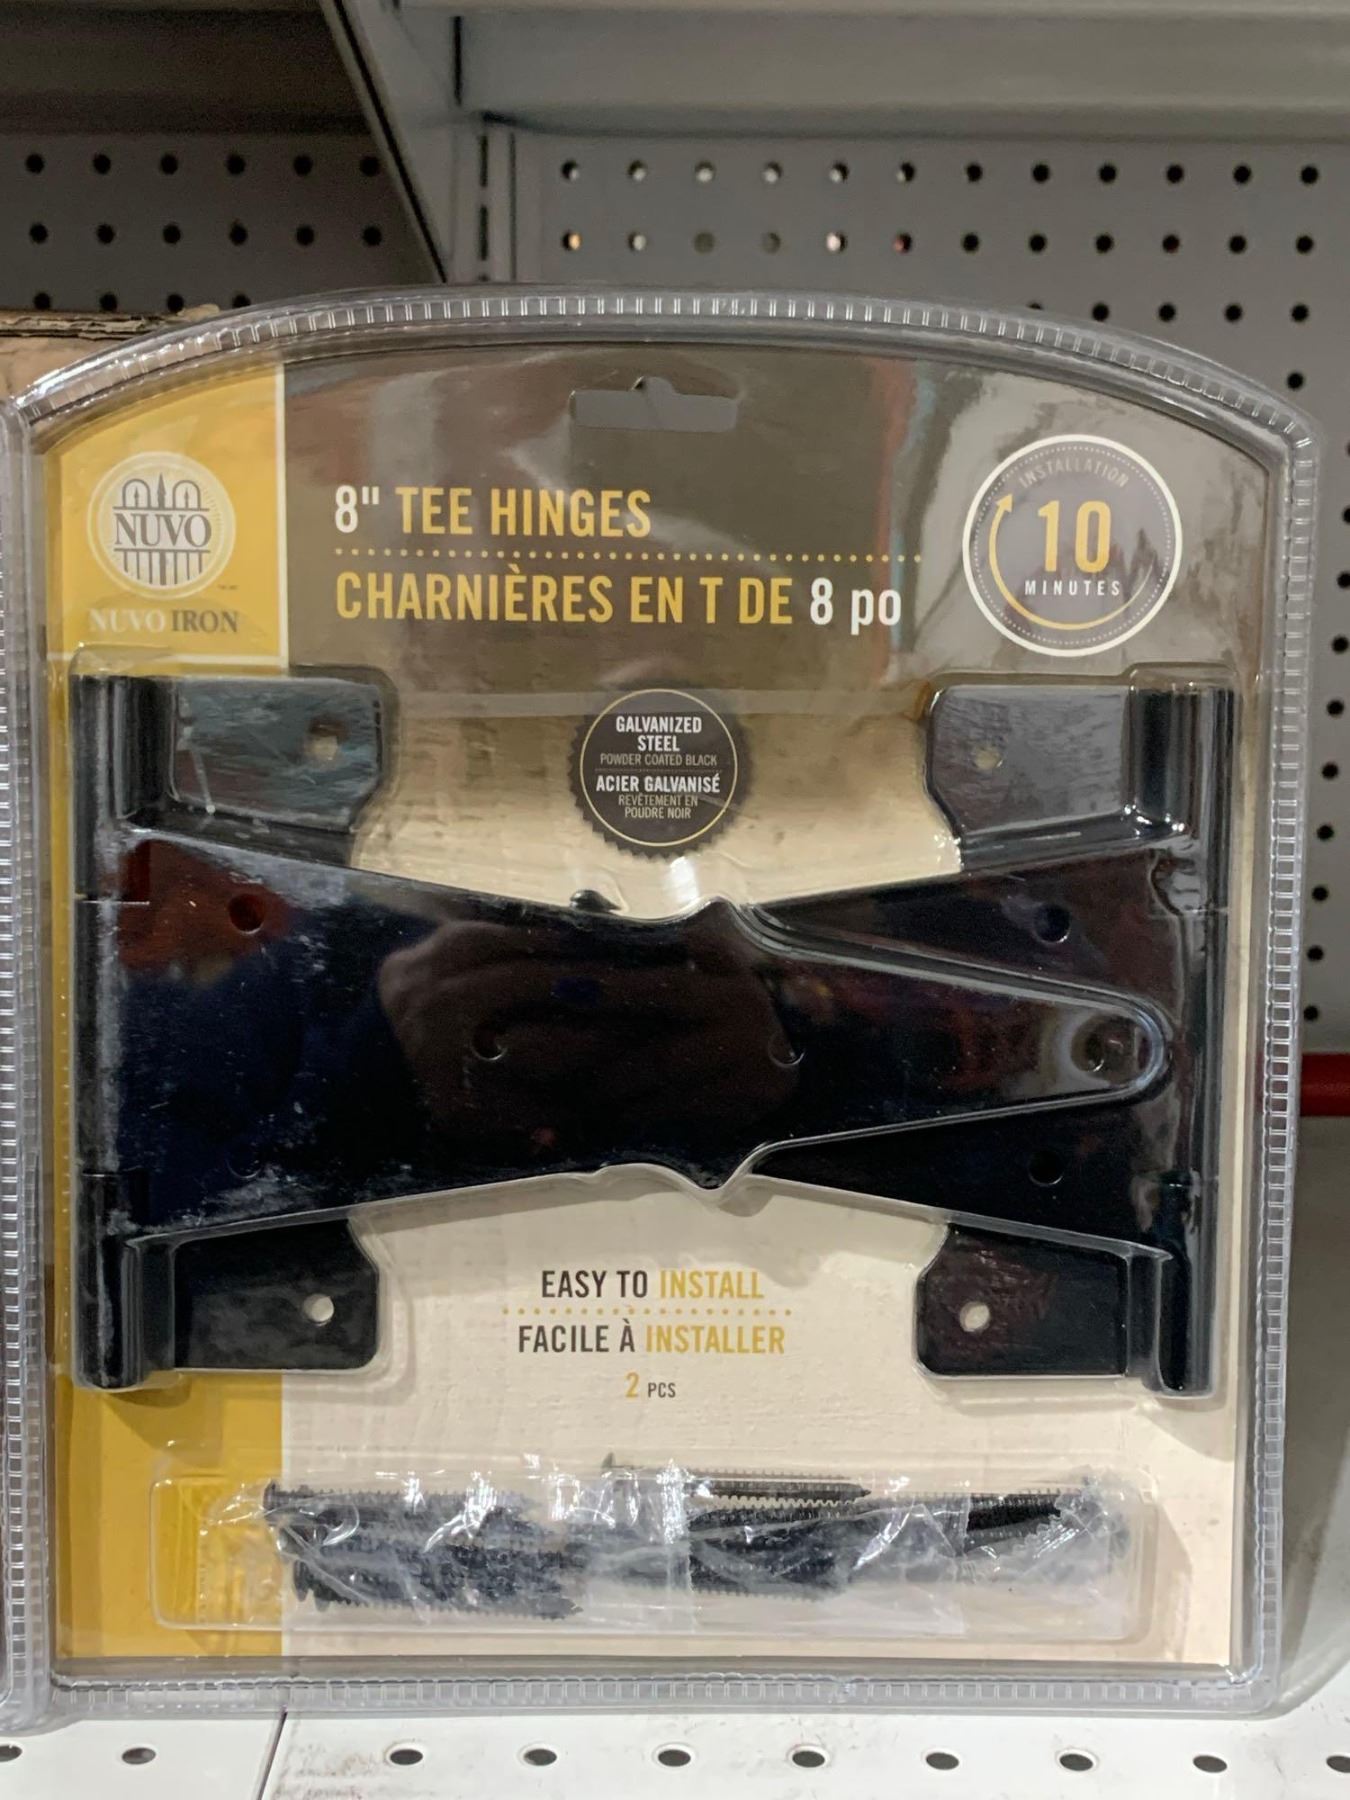 NUVO
NUVO IRON
8" TEE HINGES
CHARNIÈRES EN T DE 8 po
INSTALLATION
10
MINUTES
GALVANIZED
STEEL
POWDER COATED BLACK
ACIER GALVANISÉ
REVÊTEMENT EN
POUDRE NOIR
EASY TO INSTALL
FACILE À INSTALLER
2 PCS